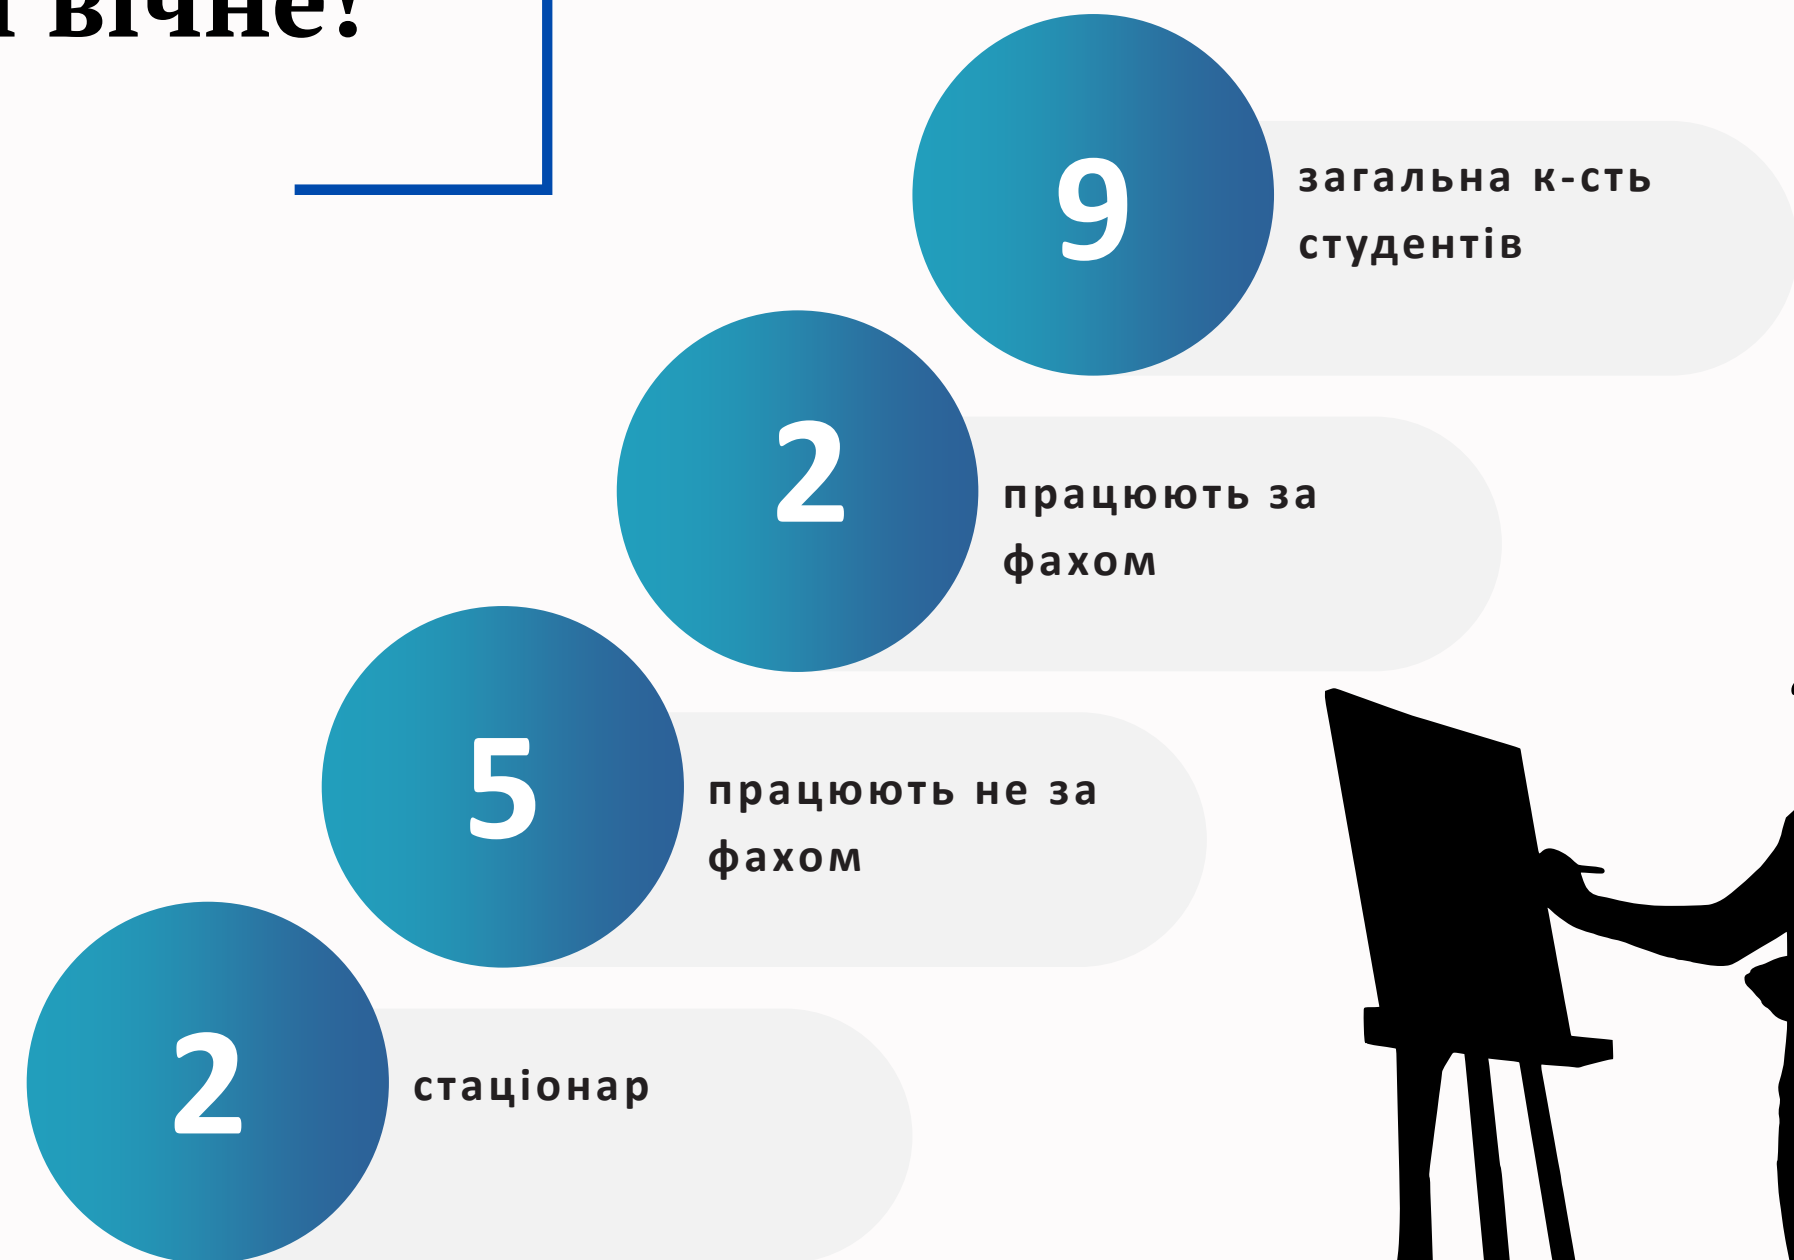 вічне!
9
загальна к-сть
студентів
2
працюють за
фахом
5
працюють не за
фахом
2
стаціонар